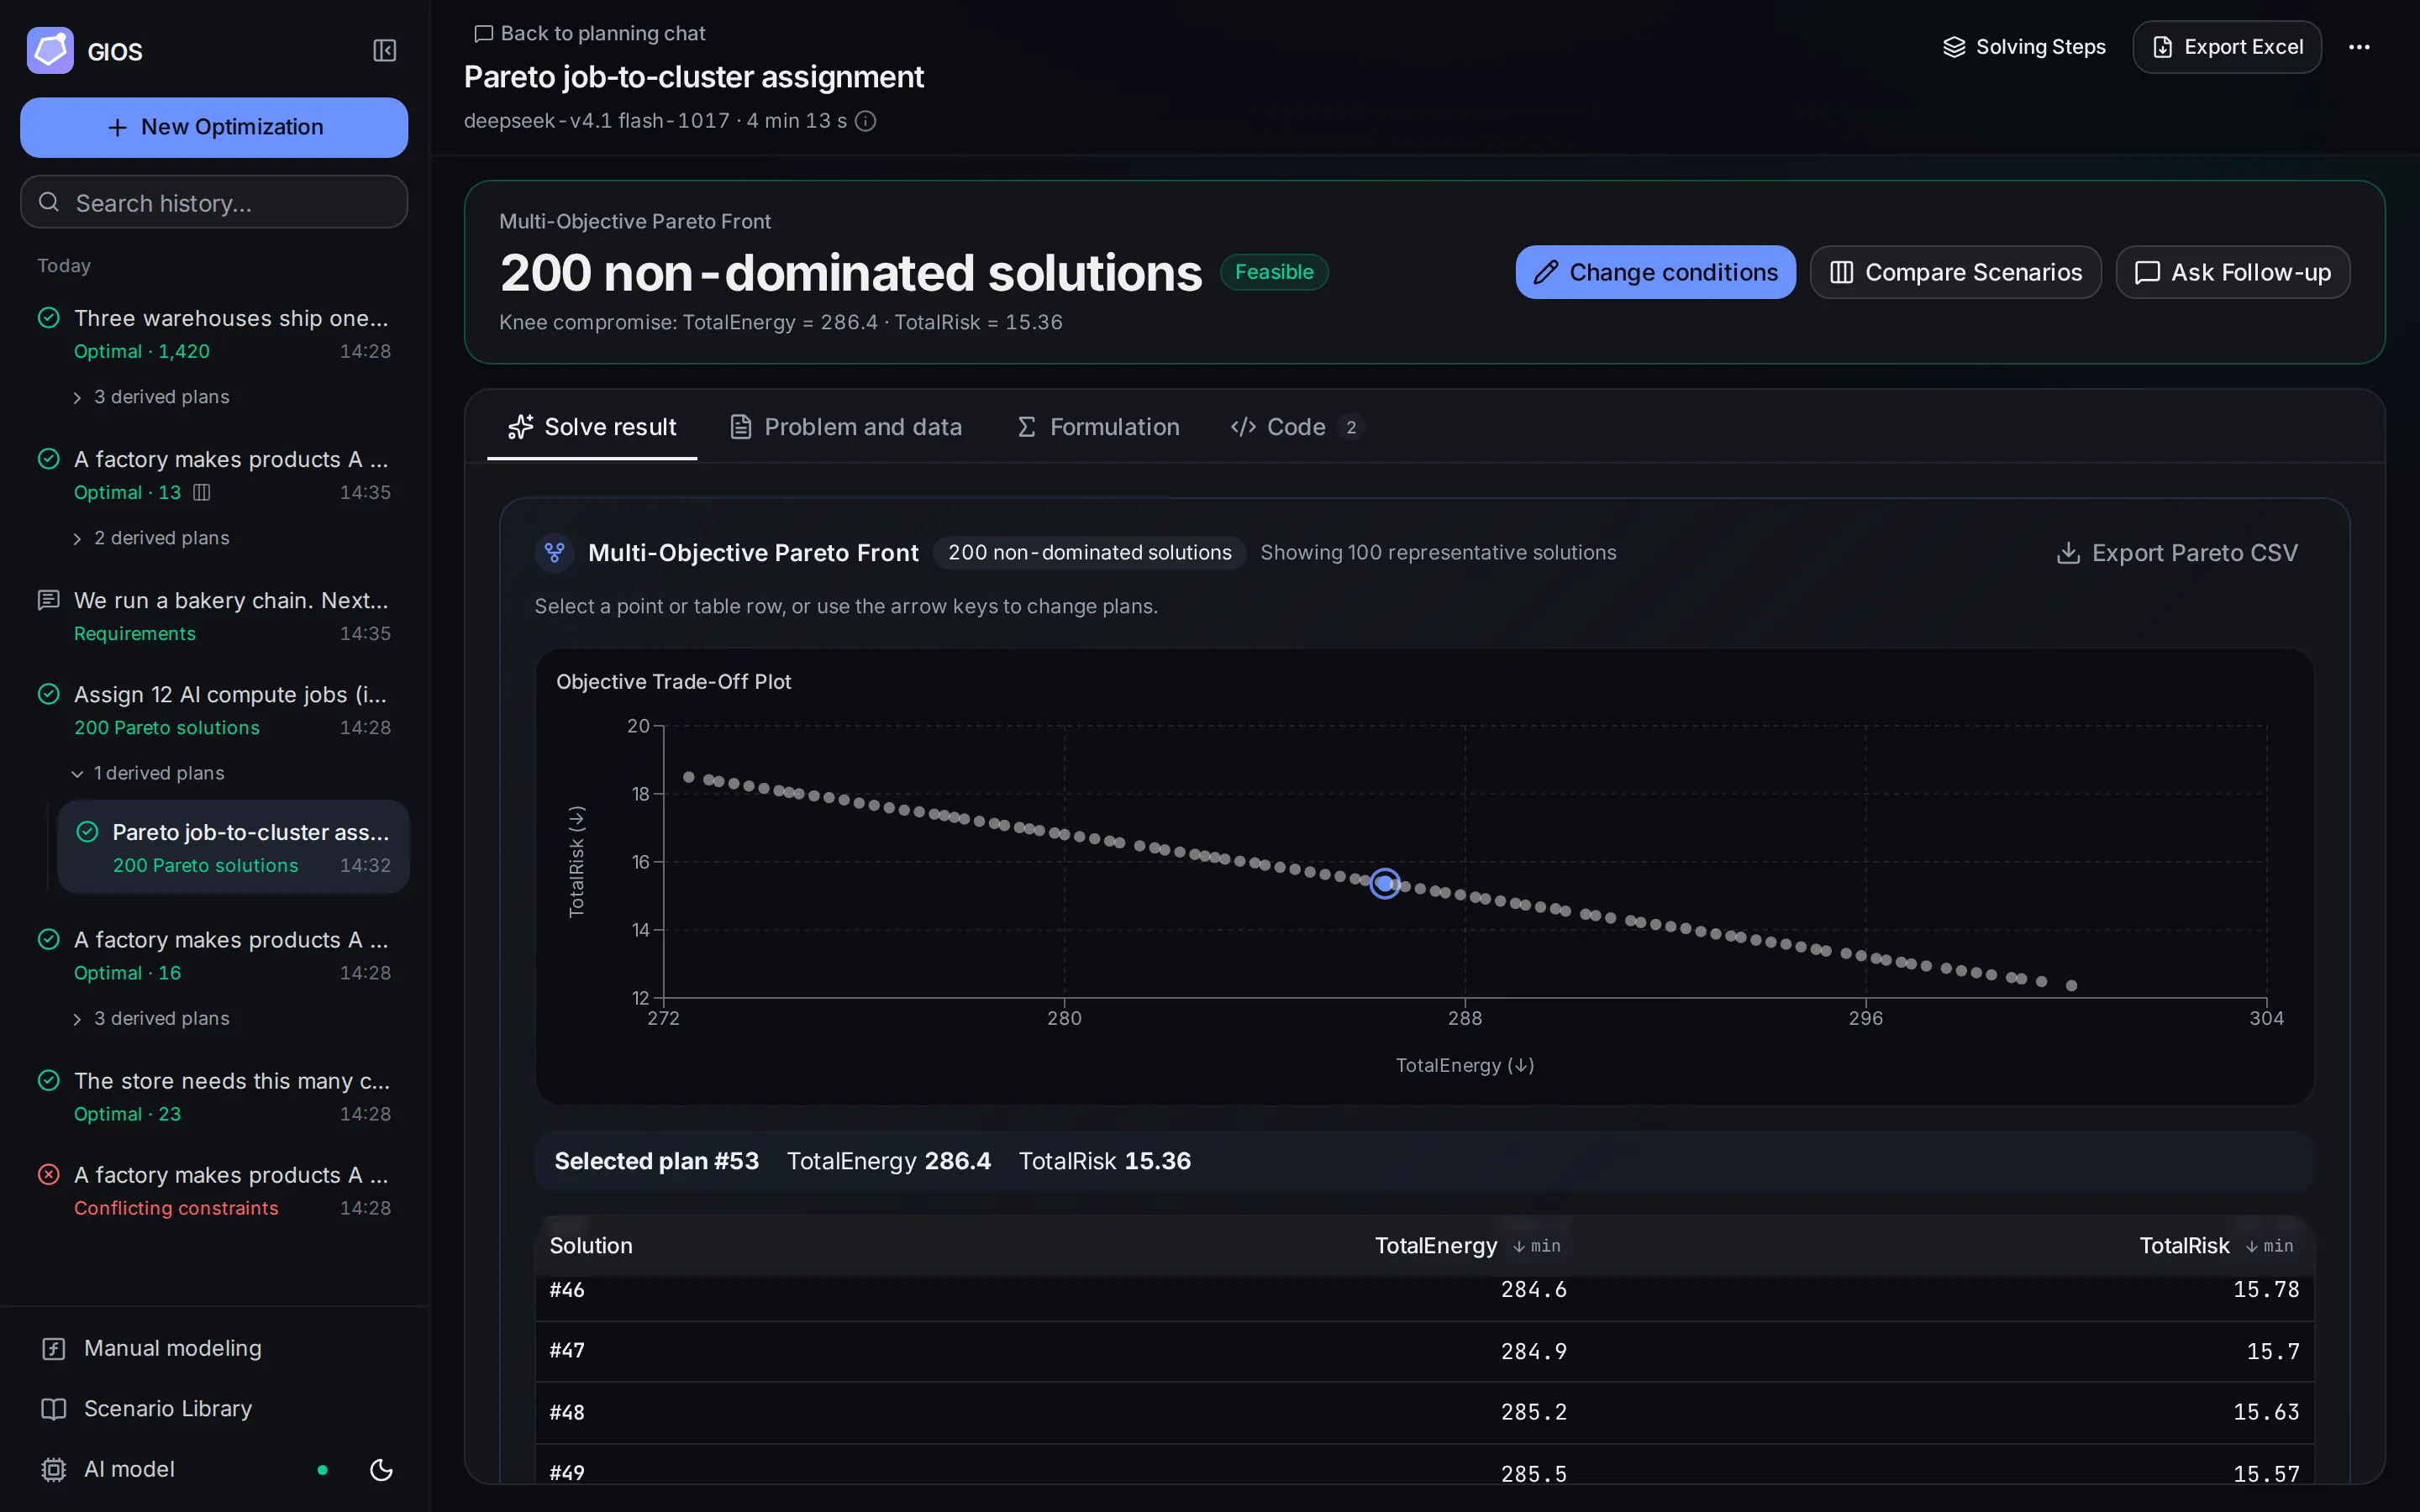 GIOS
New Optimization
Search history...
Today
Three warehouses ship one...
Optimal · 1,420 14:28
3 derived plans
A factory makes products A ...
Optimal · 13 14:35
2 derived plans
We run a bakery chain. Next...
Requirements 14:35
Assign 12 AI compute jobs (i...
200 Pareto solutions 14:28
1 derived plans
Pareto job-to-cluster ass...
200 Pareto solutions 14:32
A factory makes products A ...
Optimal · 16 14:28
3 derived plans
The store needs this many c...
Optimal · 23 14:28
A factory makes products A ...
Conflicting constraints 14:28
Manual modeling
Scenario Library
AI model
Back to planning chat
Pareto job-to-cluster assignment
deepseek-v4.1 flash-1017 · 4 min 13 s
Solving Steps
Export Excel
Multi-Objective Pareto Front
200 non-dominated solutions Feasible
Knee compromise: TotalEnergy = 286.4 · TotalRisk = 15.36
Change conditions
Compare Scenarios
Ask Follow-up
Solve result
Problem and data
Formulation
Code 2
Multi-Objective Pareto Front 200 non-dominated solutions Showing 100 representative solutions
Export Pareto CSV
Select a point or table row, or use the arrow keys to change plans.
Objective Trade-Off Plot
20
18
16
14
12
TotalRisk (↓)
272 280 288 296 304
TotalEnergy (↓)
Selected plan #53 TotalEnergy 286.4 TotalRisk 15.36
Solution TotalEnergy ↓ min TotalRisk ↓ min
#46 284.6 15.78
#47 284.9 15.7
#48 285.2 15.63
#49 285.5 15.57